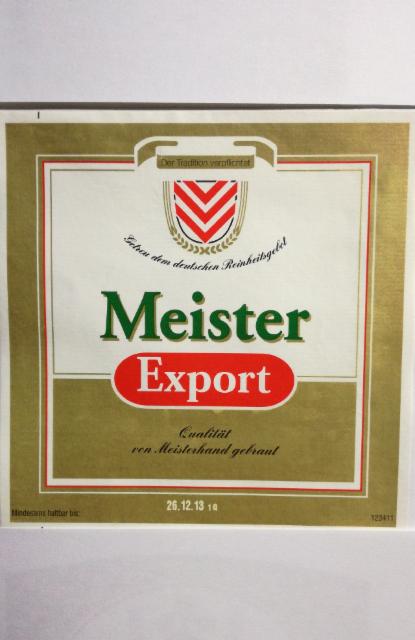 Der Tradition verpflichtet
Getreu dem deutschen Reinheitsgebot
Meister
Export
Qualität
von Meisterhand gebraut
26.12.13 1 Q
Mindestens haltbar bis:
123411